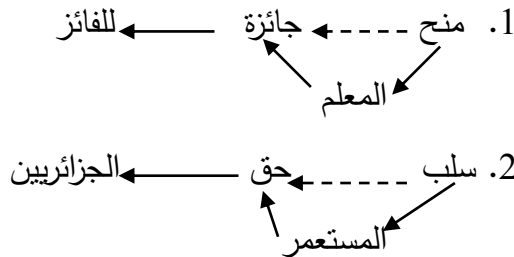 1. منح جائزة للفائز
المعلم
2. سلب حق الجزائريين
المستعمر